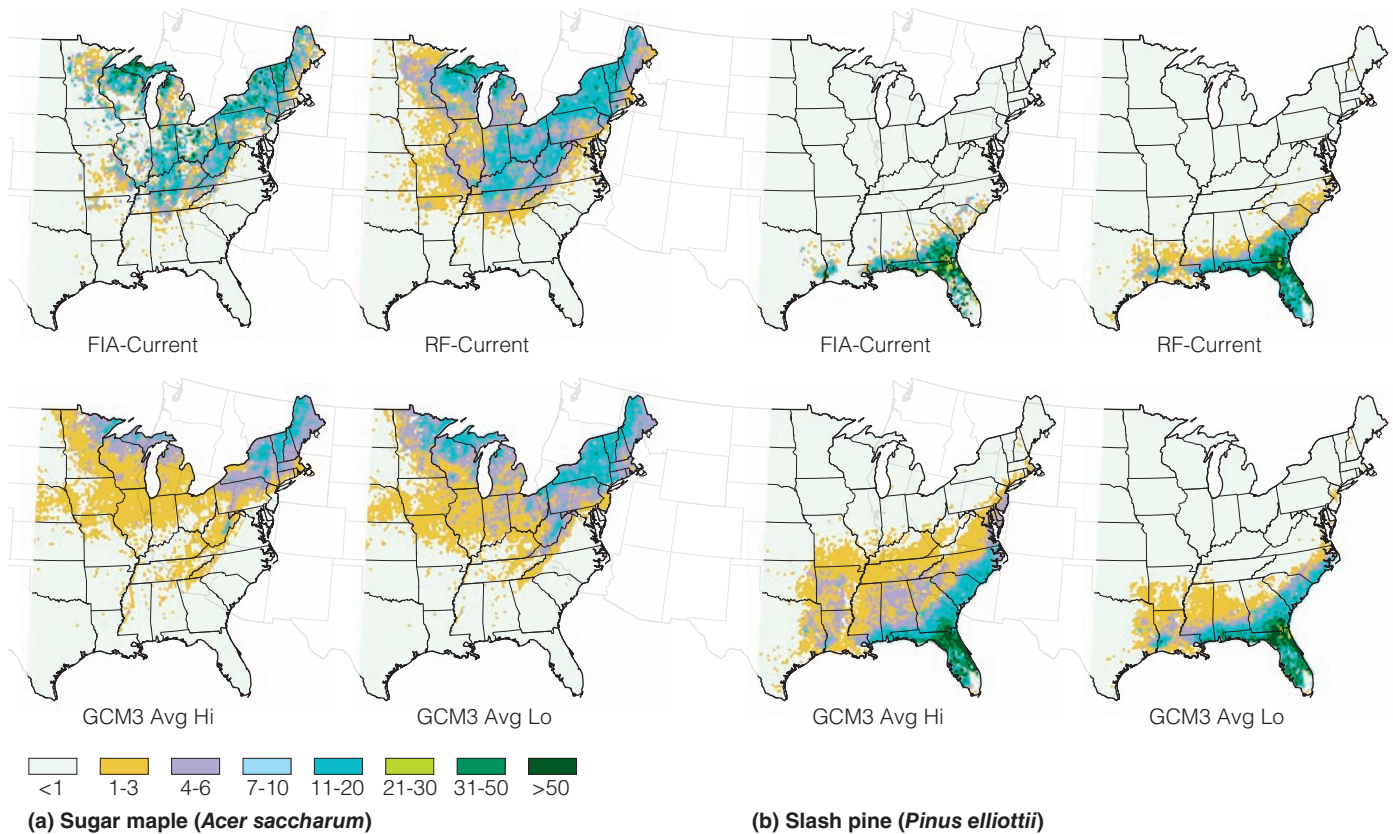 FIA-Current
RF-Current
FIA-Current
RF-Current
GCM3 Avg Hi
GCM3 Avg Lo
GCM3 Avg Hi
GCM3 Avg Lo
<1 1-3 4-6 7-10 11-20 21-30 31-50 >50
(a) Sugar maple (Acer saccharum)
(b) Slash pine (Pinus elliottii)